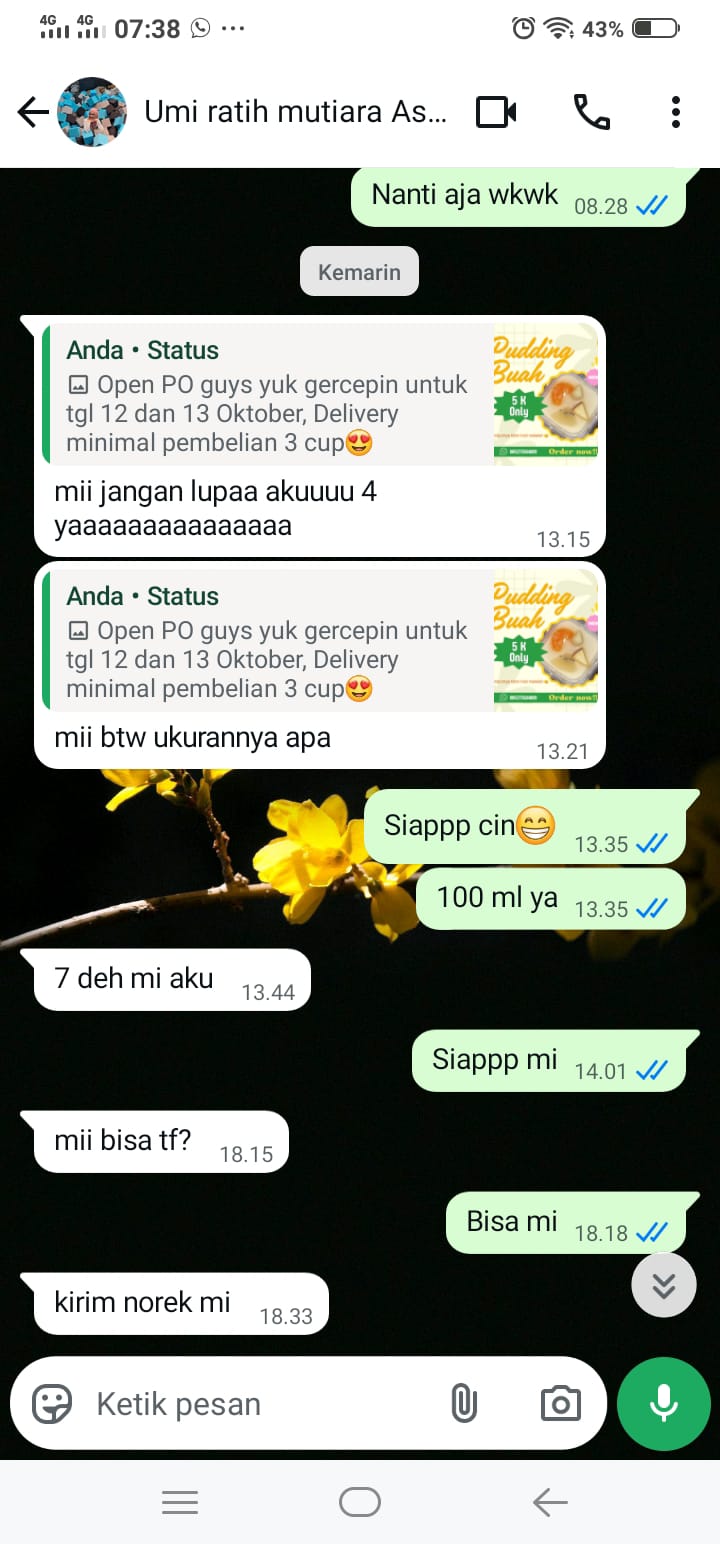 4G 4G 07:38 43%
Umi ratih mutiara As...
Nanti aja wkwk 08.28
Kemarin
Anda • Status
Open PO guys yuk gercepin untuk
tgl 12 dan 13 Oktober, Delivery
minimal pembelian 3 cup😍
Pudding
Buah
5 K
Only
Order now!!
mii jangan lupaa akuuuu 4
yaaaaaaaaaaaaaaa
13.15
Anda • Status
Open PO guys yuk gercepin untuk
tgl 12 dan 13 Oktober, Delivery
minimal pembelian 3 cup😍
Pudding
Buah
5 K
Only
Order now!!
mii btw ukurannya apa
13.21
Siappp cin😁 13.35
100 ml ya 13.35
7 deh mi aku 13.44
Siappp mi 14.01
mii bisa tf? 18.15
Bisa mi 18.18
kirim norek mi 18.33
Ketik pesan